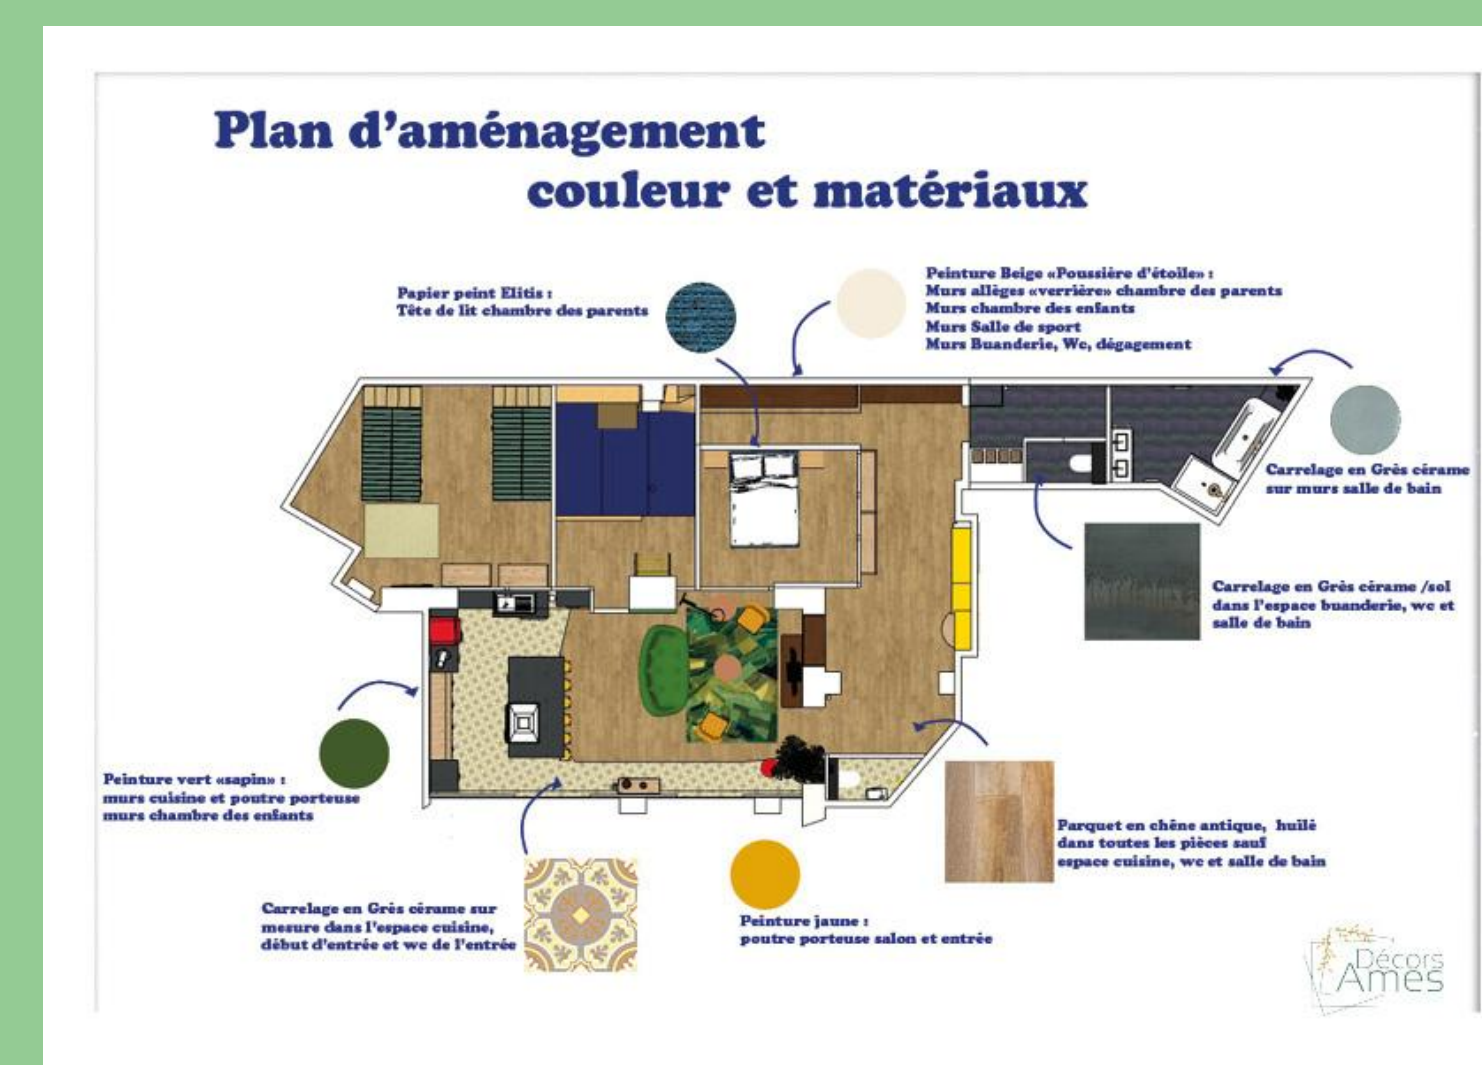 Plan d'aménagement
couleur et matériaux
Papier peint Elitis :
Tête de lit chambre des parents
Peinture Beige «Poussière d'étoile» :
Murs allèges «verrière» chambre des parents
Murs chambre des enfants
Murs Salle de sport
Murs Buanderie, Wc, dégagement
Carrelage en Grès cérame
sur murs salle de bain
Carrelage en Grès cérame /sol
dans l'espace buanderie, wc et
salle de bain
Peinture vert «sapin» :
murs cuisine et poutre porteuse
murs chambre des enfants
Parquet en chêne antique, huilé
dans toutes les pièces sauf
espace cuisine, wc et salle de bain
Carrelage en Grès cérame sur
mesure dans l'espace cuisine,
début d'entrée et wc de l'entrée
Peinture jaune :
poutre porteuse salon et entrée
Décors
Ames